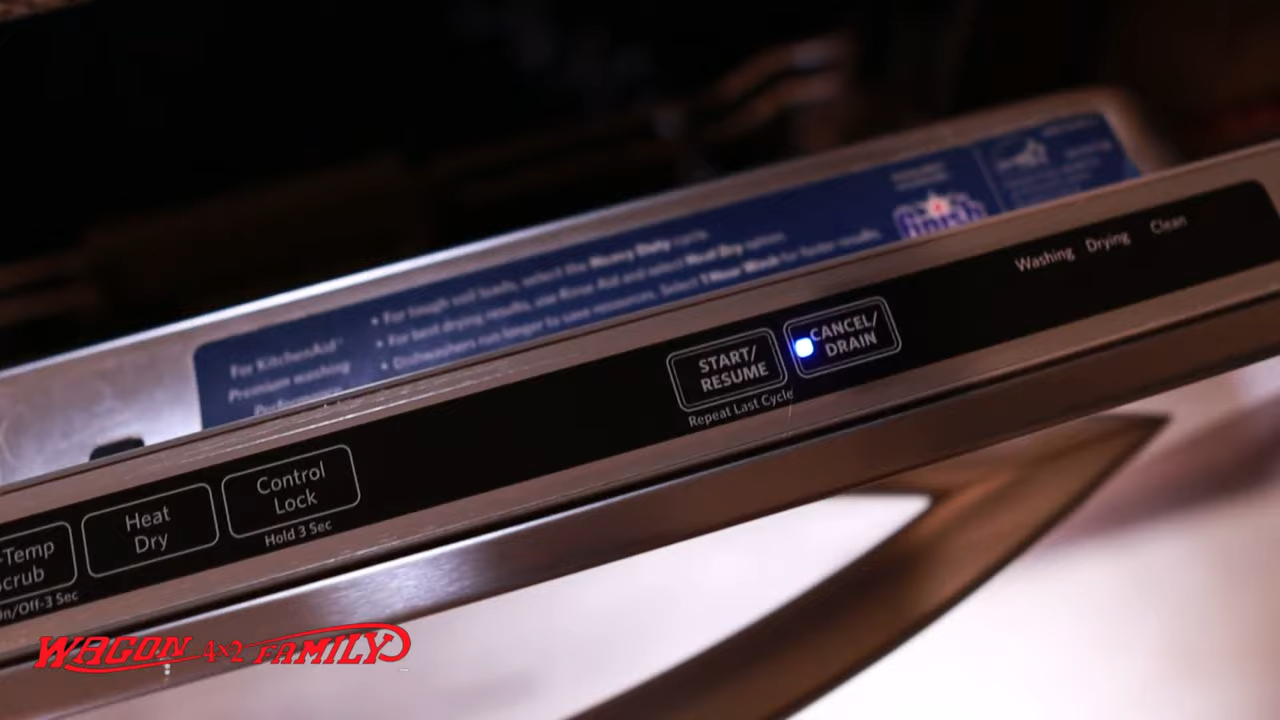 For KitchenAid
Premium washing
• For tough soil loads, select the Heavy Duty cycle
• For best drying results, use Rinse Aid and select Heat Dry option
• Dishwashers run longer to save resources. Select 1 Hour Wash for faster results
finish
Washing Drying Clean
START/
RESUME
Repeat Last Cycle
CANCEL/
DRAIN
Control
Lock
Hold 3 Sec
Heat
Dry
-Temp
Scrub
On/Off-3 Sec
WAGON 4x2 FAMILY